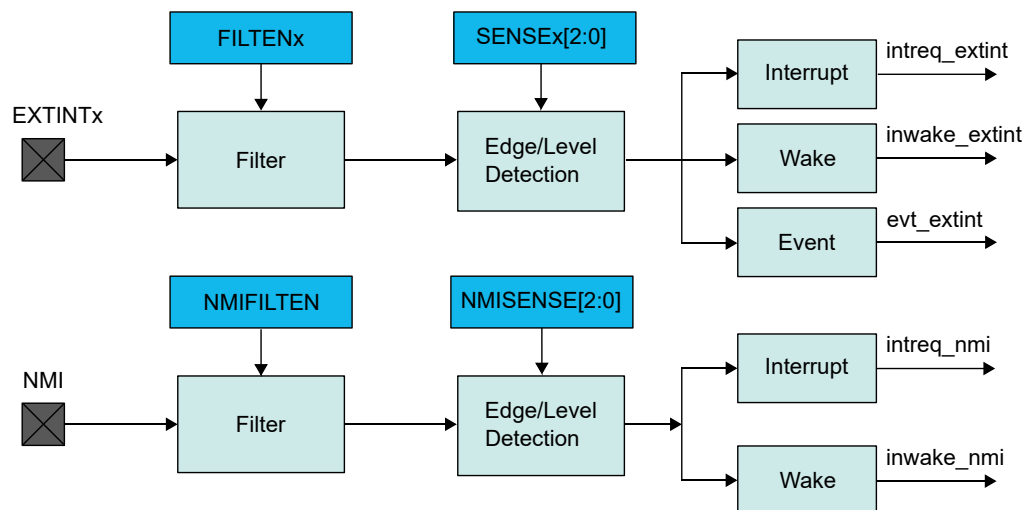 FILTENx
SENSEx[2:0]
intreq_extint
Interrupt
EXTINTx
Filter
Edge/Level
Detection
inwake_extint
Wake
evt_extint
Event
NMIFILTEN
NMISENSE[2:0]
intreq_nmi
Interrupt
NMI
Filter
Edge/Level
Detection
inwake_nmi
Wake